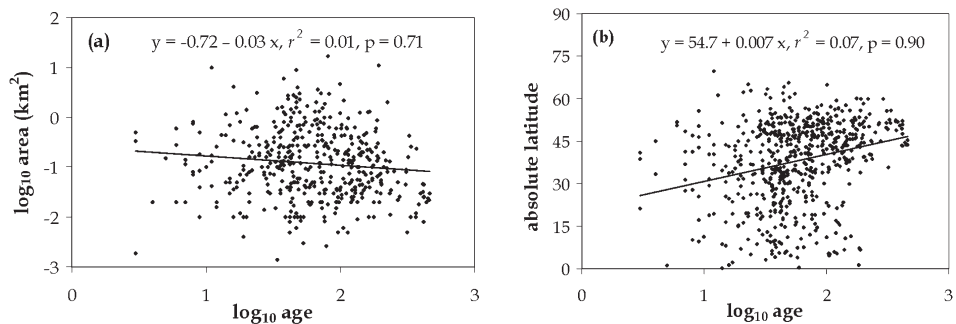 (a)
y = -0.72 – 0.03 x, r² = 0.01, p = 0.71
log₁₀ area (km²)
2
1
0
-1
-2
-3
0 1 2 3
log₁₀ age
(b)
y = 54.7 + 0.007 x, r² = 0.07, p = 0.90
absolute latitude
90
75
60
45
30
15
0
0 1 2 3
log₁₀ age